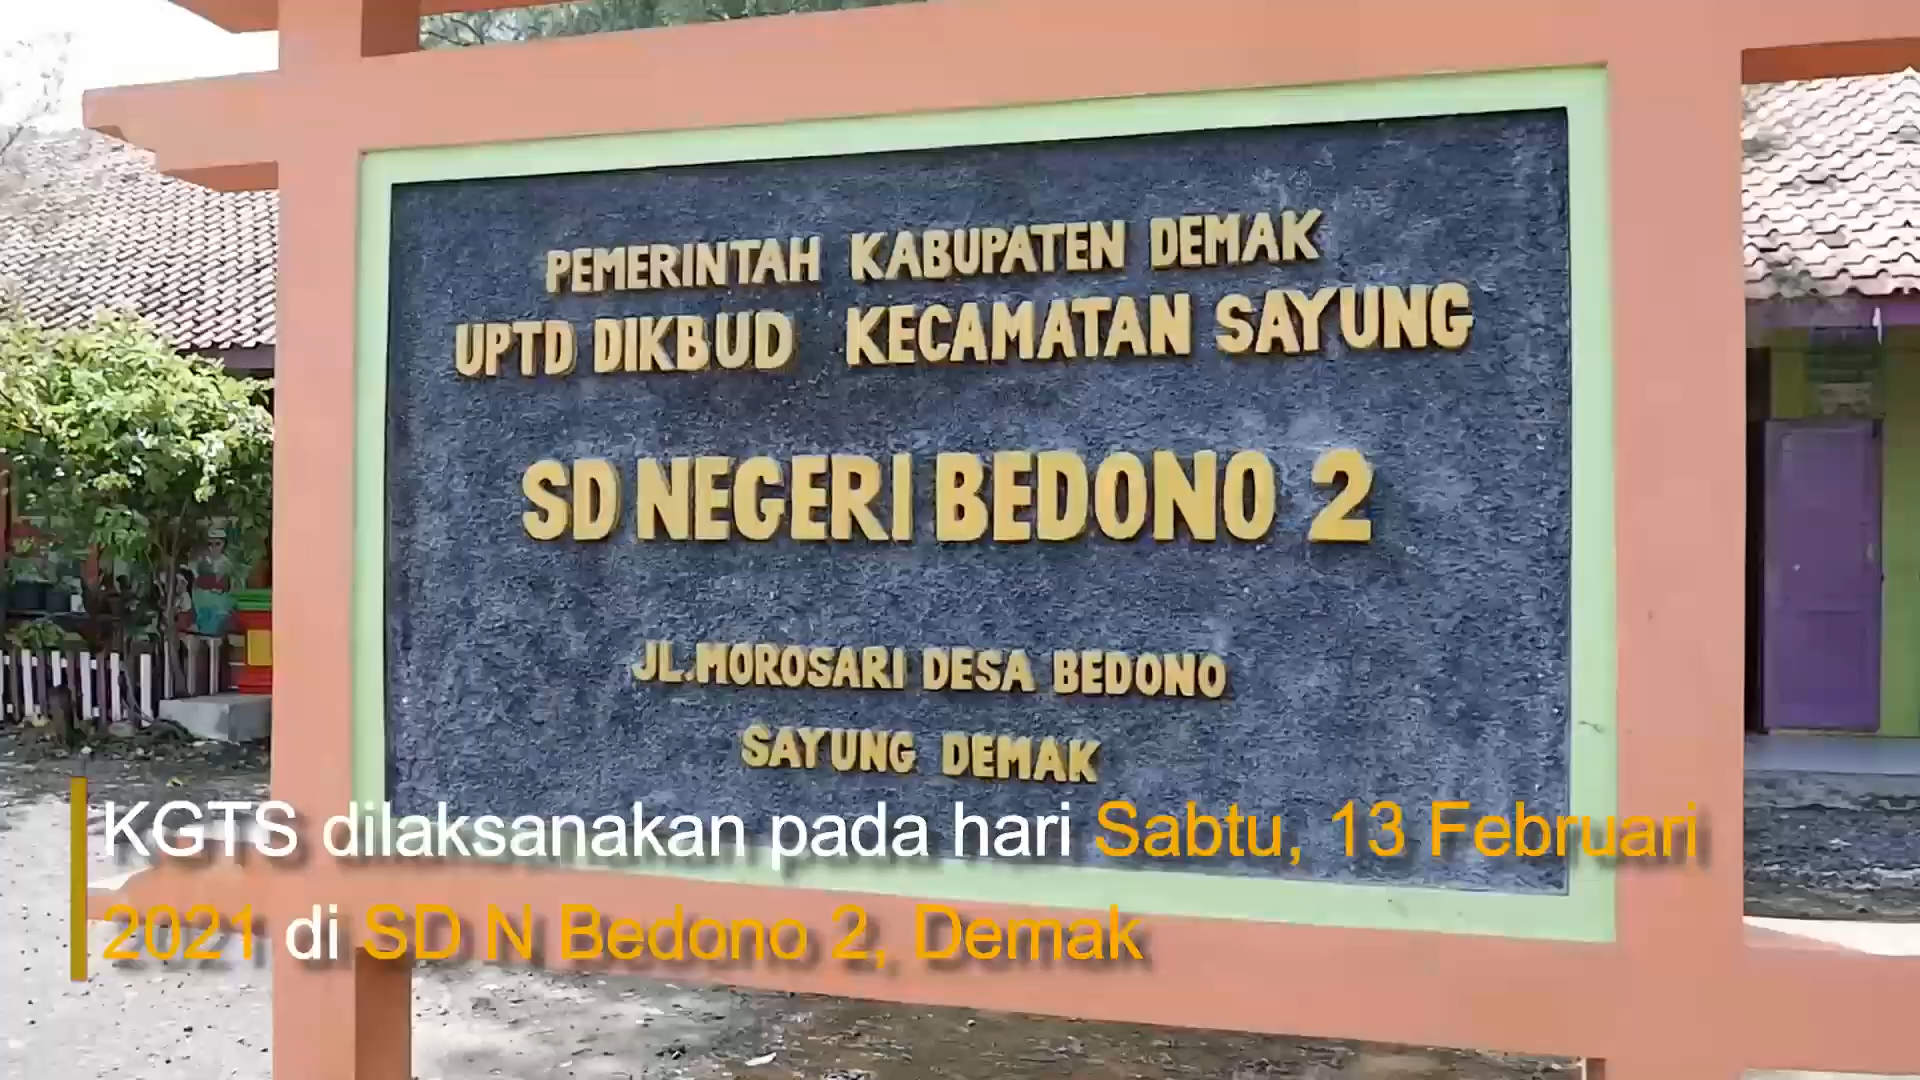 PEMERINTAH KABUPATEN DEMAK
UPTD DIKBUD KECAMATAN SAYUNG
SD NEGERI BEDONO 2
JL.MOROSARI DESA BEDONO
SAYUNG DEMAK
KGTS dilaksanakan pada hari Sabtu, 13 Februari
2021 di SD N Bedono 2, Demak